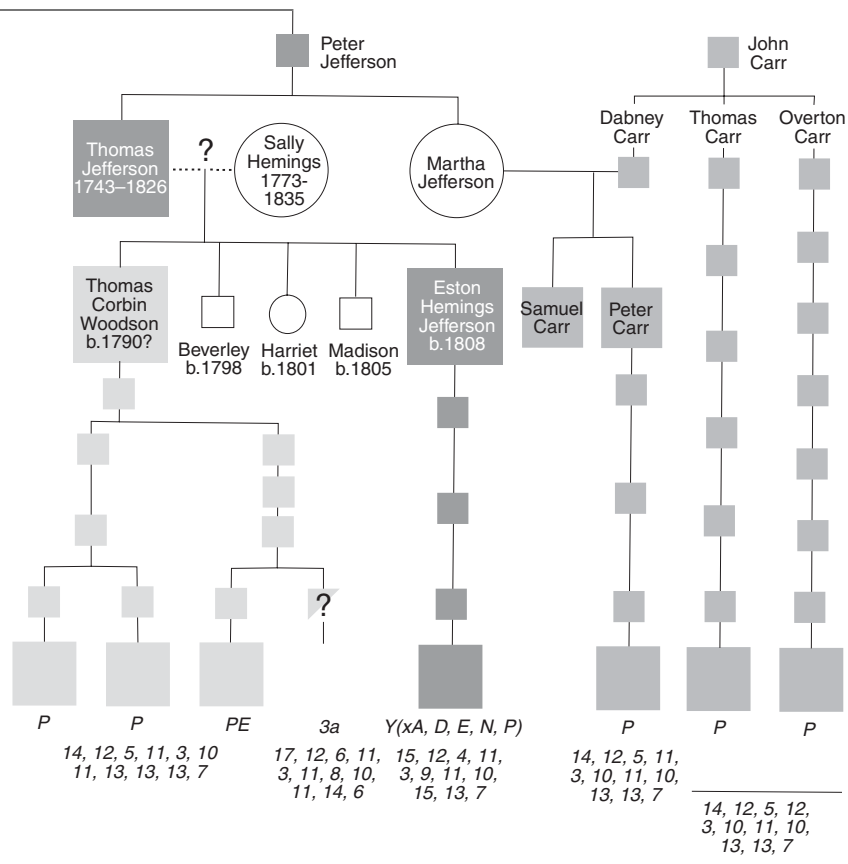 Peter
Jefferson
John
Carr
Dabney
Carr
Thomas
Carr
Overton
Carr
Thomas
Jefferson
1743–1826
?
Sally
Hemings
1773-
1835
Martha
Jefferson
Thomas
Corbin
Woodson
b.1790?
Beverley
b.1798
Harriet
b.1801
Madison
b.1805
Eston
Hemings
Jefferson
b.1808
Samuel
Carr
Peter
Carr
?
P
P
PE
3a
Y(xA, D, E, N, P)
P
P
P
14, 12, 5, 11, 3, 10
11, 13, 13, 13, 7
17, 12, 6, 11,
3, 11, 8, 10,
11, 14, 6
15, 12, 4, 11,
3, 9, 11, 10,
15, 13, 7
14, 12, 5, 11,
3, 10, 11, 10,
13, 13, 7
14, 12, 5, 12,
3, 10, 11, 10,
13, 13, 7